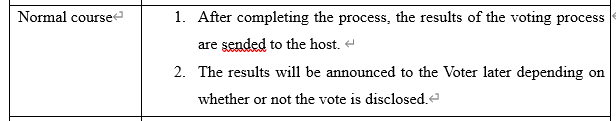 Normal course
1. After completing the process, the results of the voting process
are sended to the host.
2. The results will be announced to the Voter later depending on
whether or not the vote is disclosed.